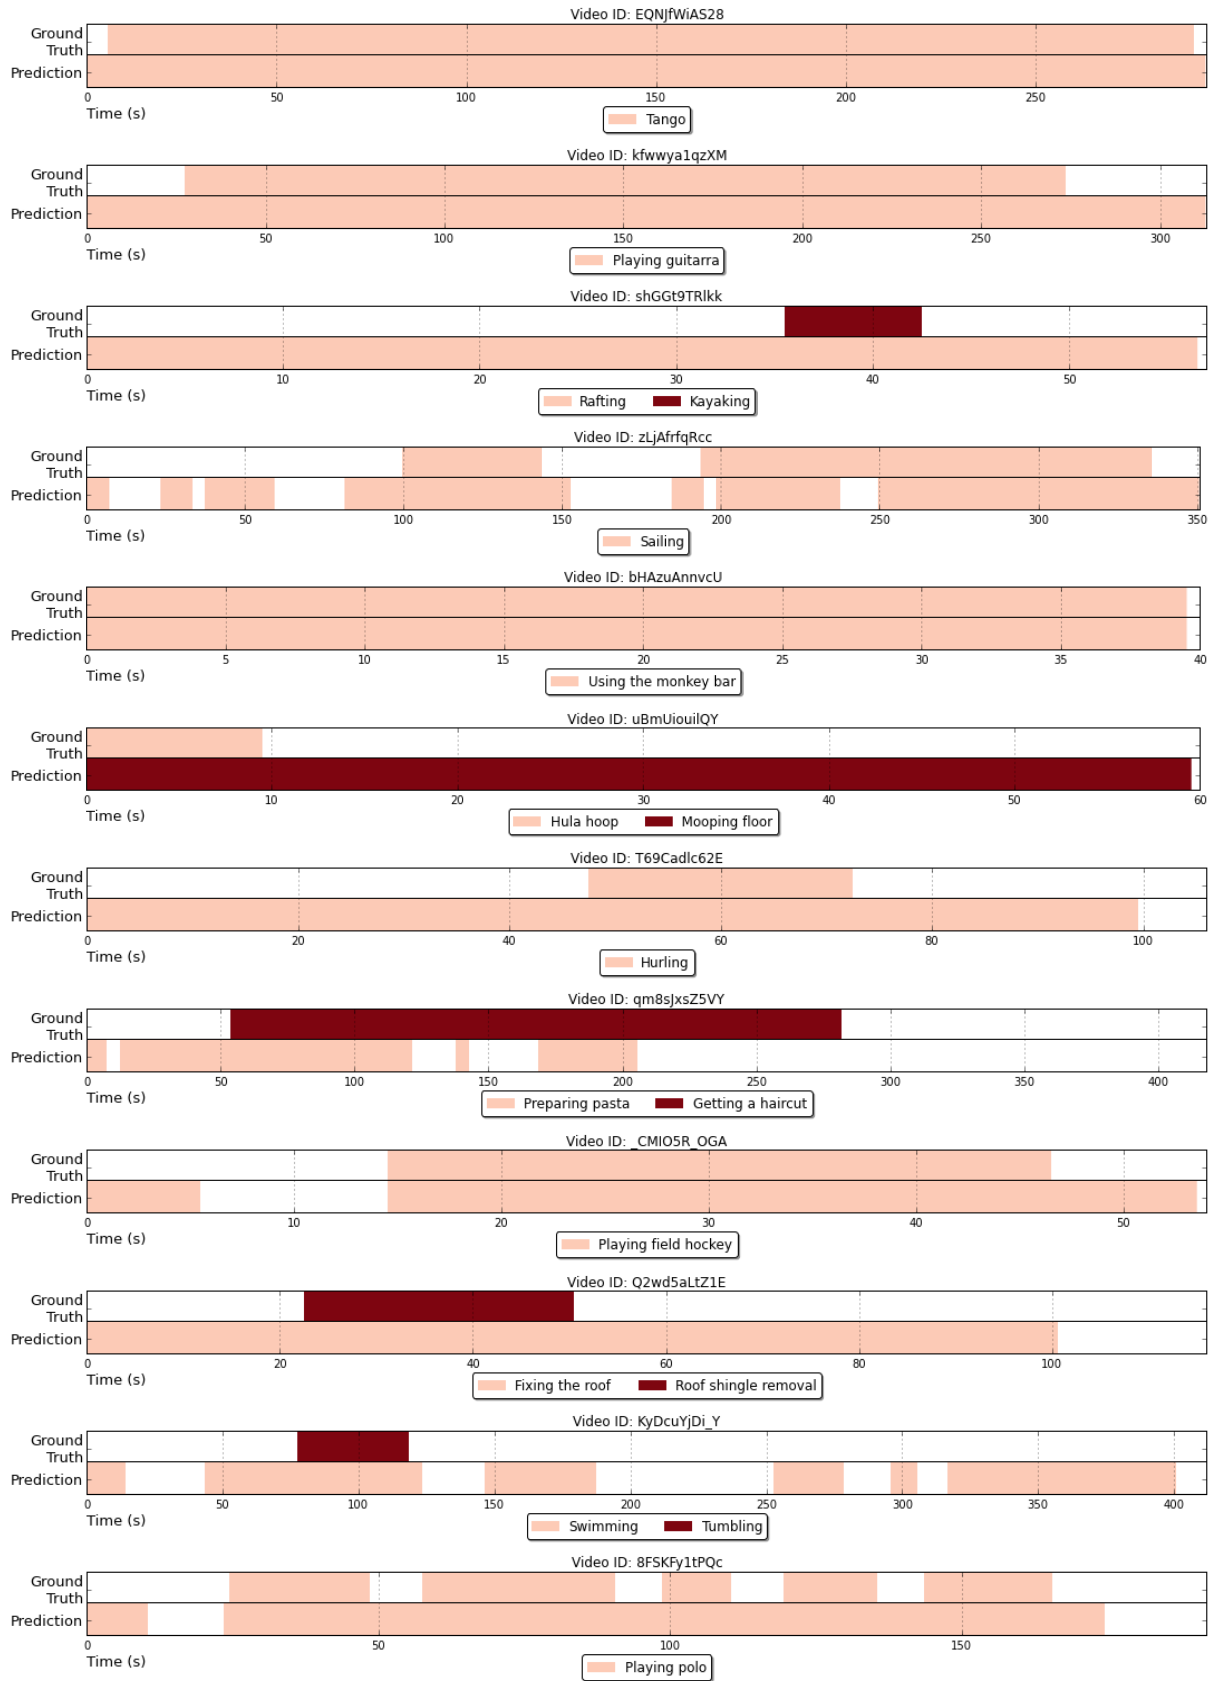 Video ID: EQNJfWiAS28
Ground
Truth
Prediction
0 50 100 150 200 250
Time (s)
Tango
Video ID: kfwwya1qzXM
Ground
Truth
Prediction
0 50 100 150 200 250 300
Time (s)
Playing guitarra
Video ID: shGGt9TRlkk
Ground
Truth
Prediction
0 10 20 30 40 50
Time (s)
Rafting Kayaking
Video ID: zLjAfrfqRcc
Ground
Truth
Prediction
0 50 100 150 200 250 300 350
Time (s)
Sailing
Video ID: bHAzuAnnvcU
Ground
Truth
Prediction
0 5 10 15 20 25 30 35 40
Time (s)
Using the monkey bar
Video ID: uBmUiouilQY
Ground
Truth
Prediction
0 10 20 30 40 50 60
Time (s)
Hula hoop Mooping floor
Video ID: T69Cadlc62E
Ground
Truth
Prediction
0 20 40 60 80 100
Time (s)
Hurling
Video ID: qm8sJxsZ5VY
Ground
Truth
Prediction
0 50 100 150 200 250 300 350 400
Time (s)
Preparing pasta Getting a haircut
Video ID: _CMIO5R_OGA
Ground
Truth
Prediction
0 10 20 30 40 50
Time (s)
Playing field hockey
Video ID: Q2wd5aLtZ1E
Ground
Truth
Prediction
0 20 40 60 80 100
Time (s)
Fixing the roof Roof shingle removal
Video ID: KyDcuYjDi_Y
Ground
Truth
Prediction
0 50 100 150 200 250 300 350 400
Time (s)
Swimming Tumbling
Video ID: 8FSKFy1tPQc
Ground
Truth
Prediction
0 50 100 150
Time (s)
Playing polo